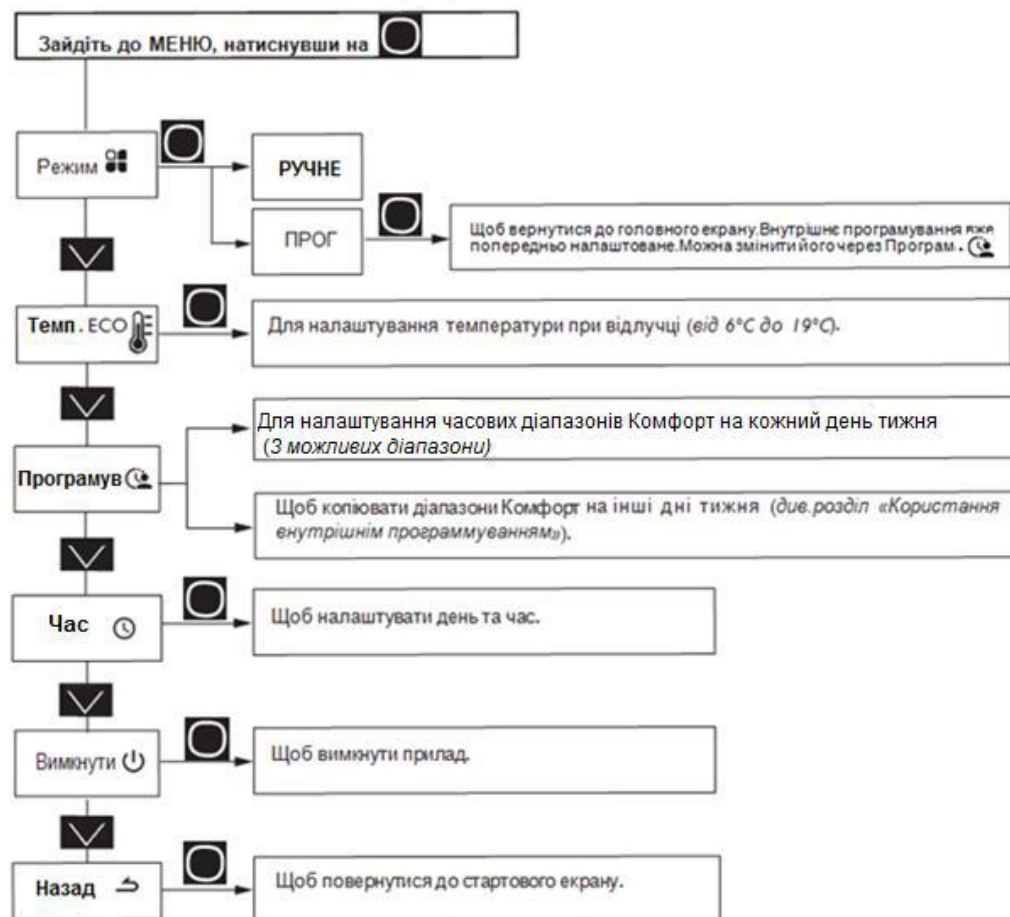 Зайдіть до МЕНЮ, натиснувши на
Режим
РУЧНЕ
ПРОГ
Щоб вернутися до головного екрану.Внутрішнє програмування вже
попередньо налаштоване.Можна змінити його через Програм.
Темп.ECO
Для налаштування температури при відлучці (від 6°C до 19°C).
Для налаштування часових діапазонів Комфорт на кожний день тижня
(3 можливих діапазони)
Програмув
Щоб копіювати діапазони Комфорт на інші дні тижня (див.розділ «Користання
внутрішнім программуванням»).
Час
Щоб налаштувати день та час.
Вимкнути
Щоб вимкнути прилад.
Назад
Щоб повернутися до стартового екрану.